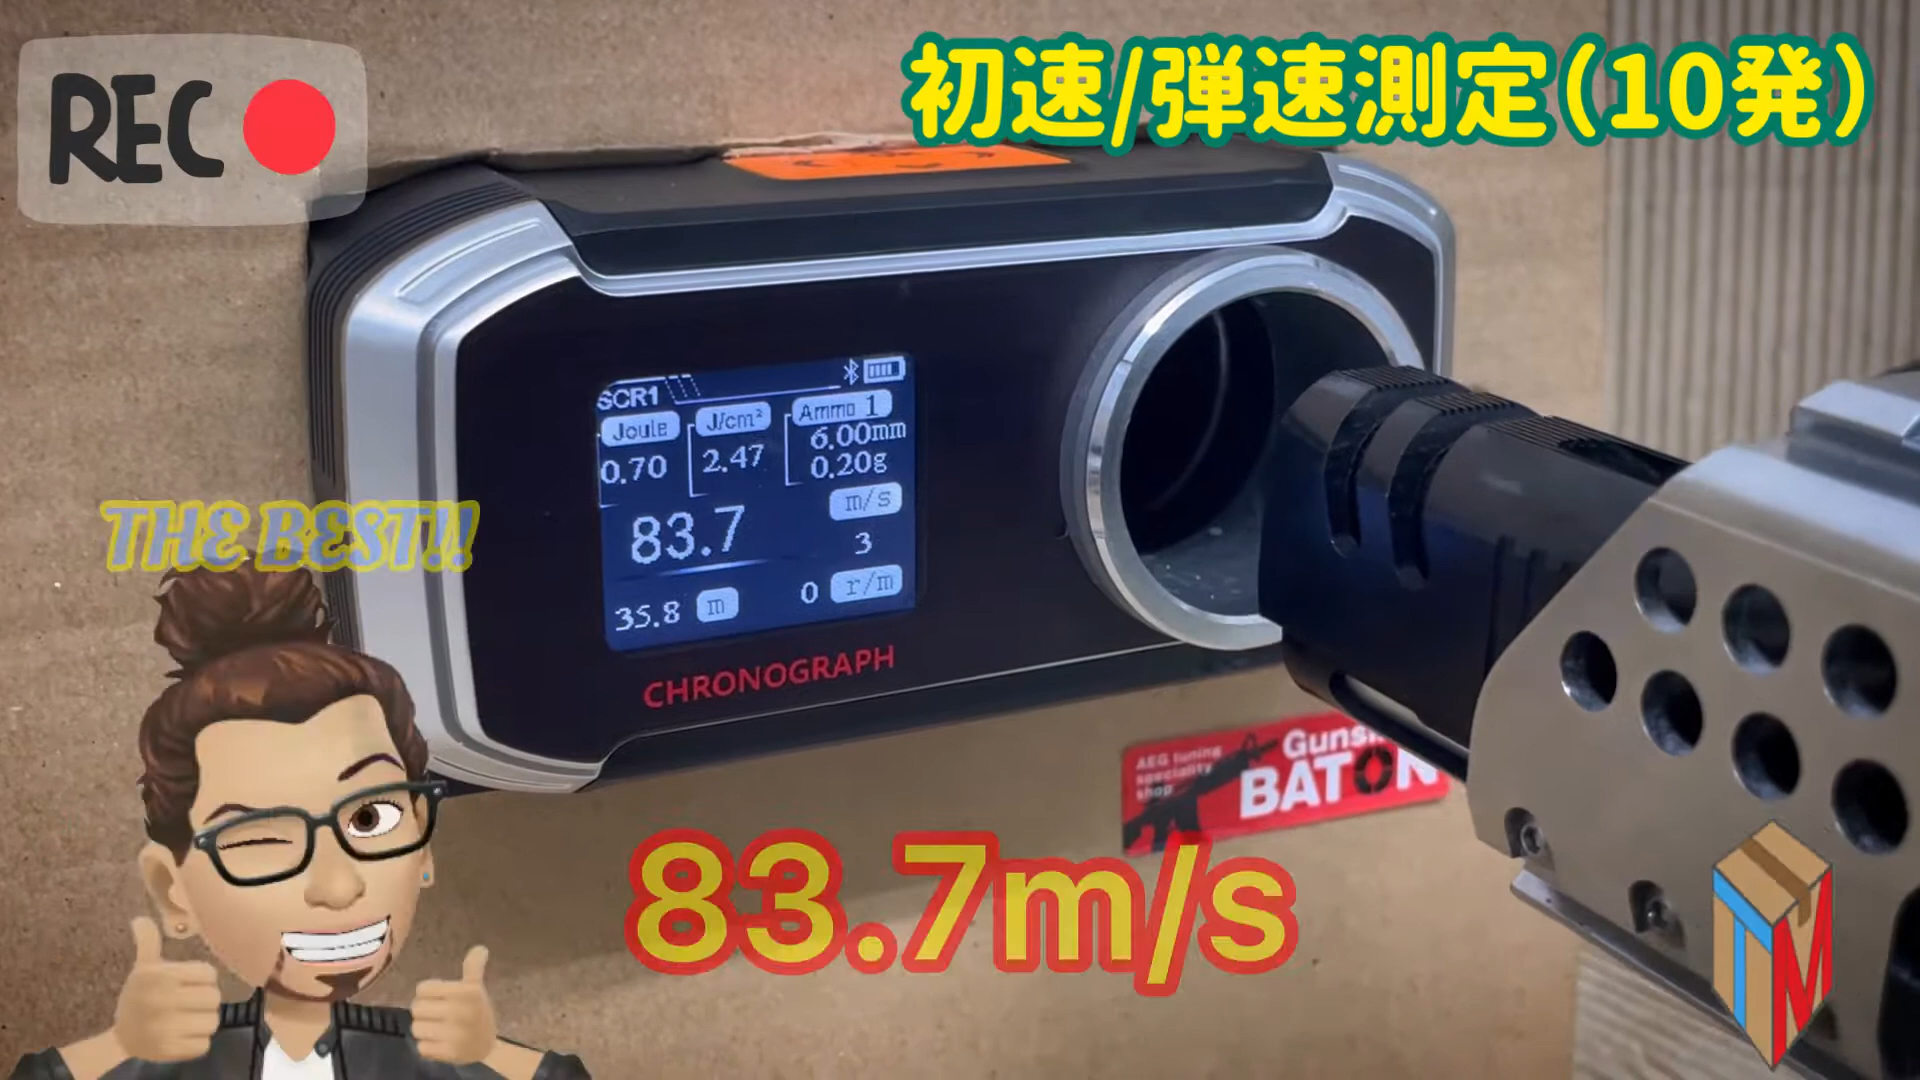 REC
初速/弾速測定(10発)
SCR1
Joule
J/cm²
Ammo 1
0.70
2.47
6.00mm
0.20g
m/s
83.7
3
35.8 m
0 r/m
CHRONOGRAPH
THE BEST!!
AEG tuning
speciality
shop
BATON
83.7m/s
TM